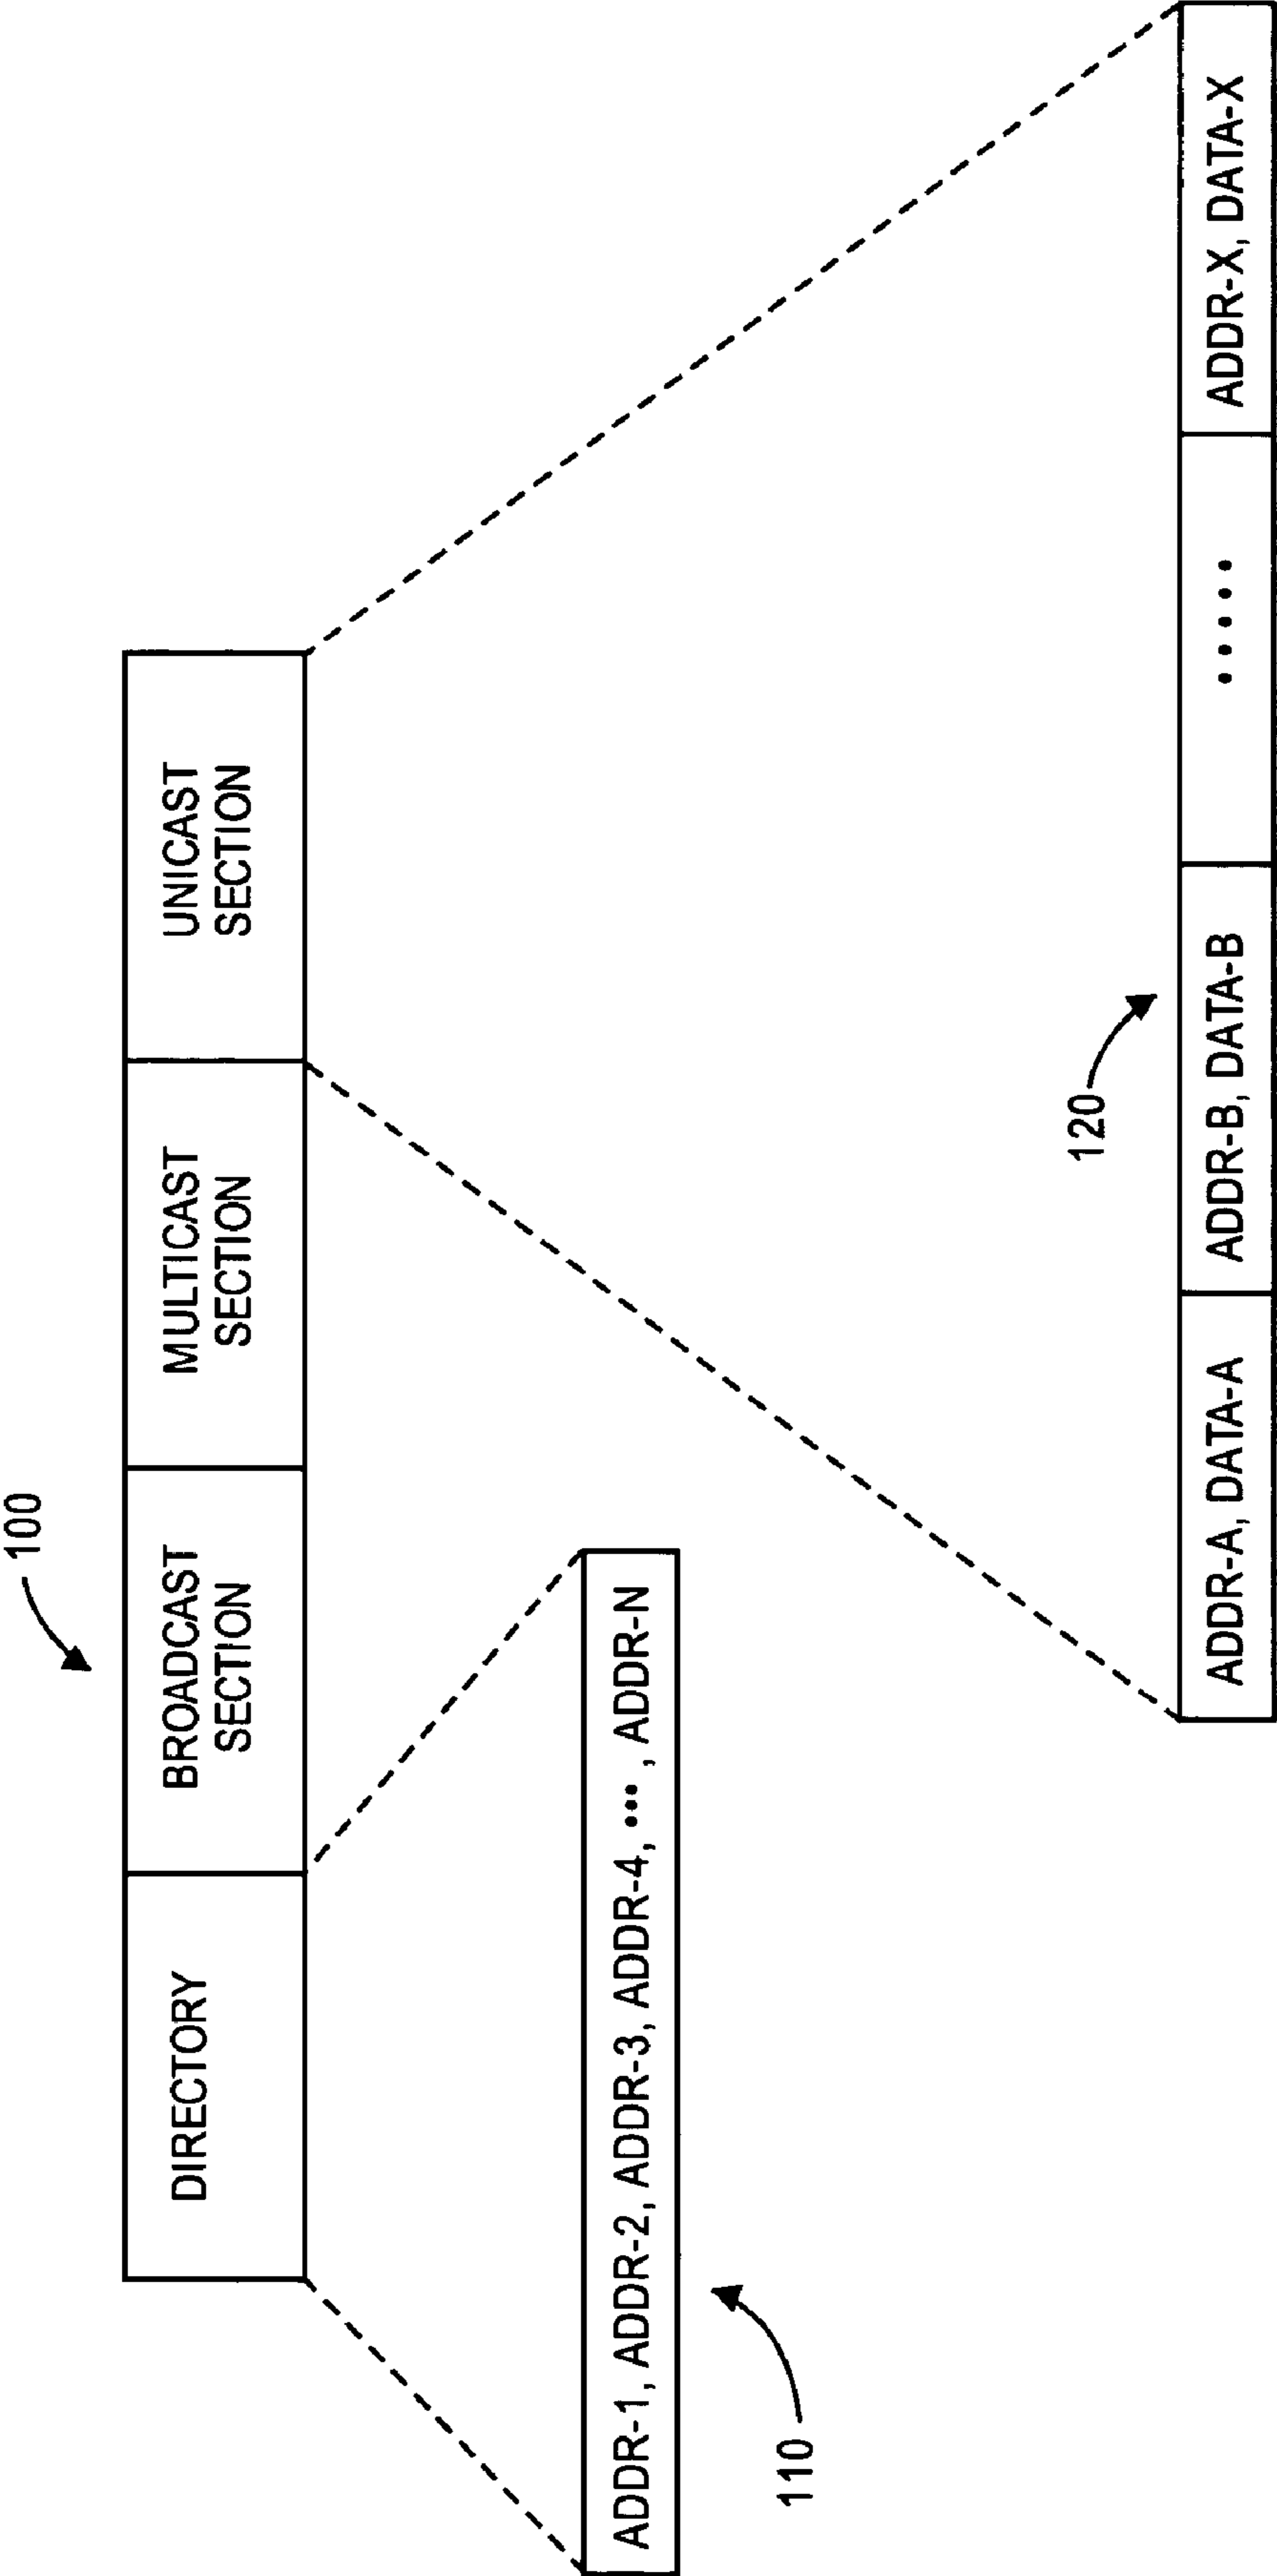 100
DIRECTORY
BROADCAST
SECTION
MULTICAST
SECTION
UNICAST
SECTION
ADDR-1, ADDR-2, ADDR-3, ADDR-4, ••• , ADDR-N
110
120
ADDR-A, DATA-A
ADDR-B, DATA-B
•••••
ADDR-X, DATA-X